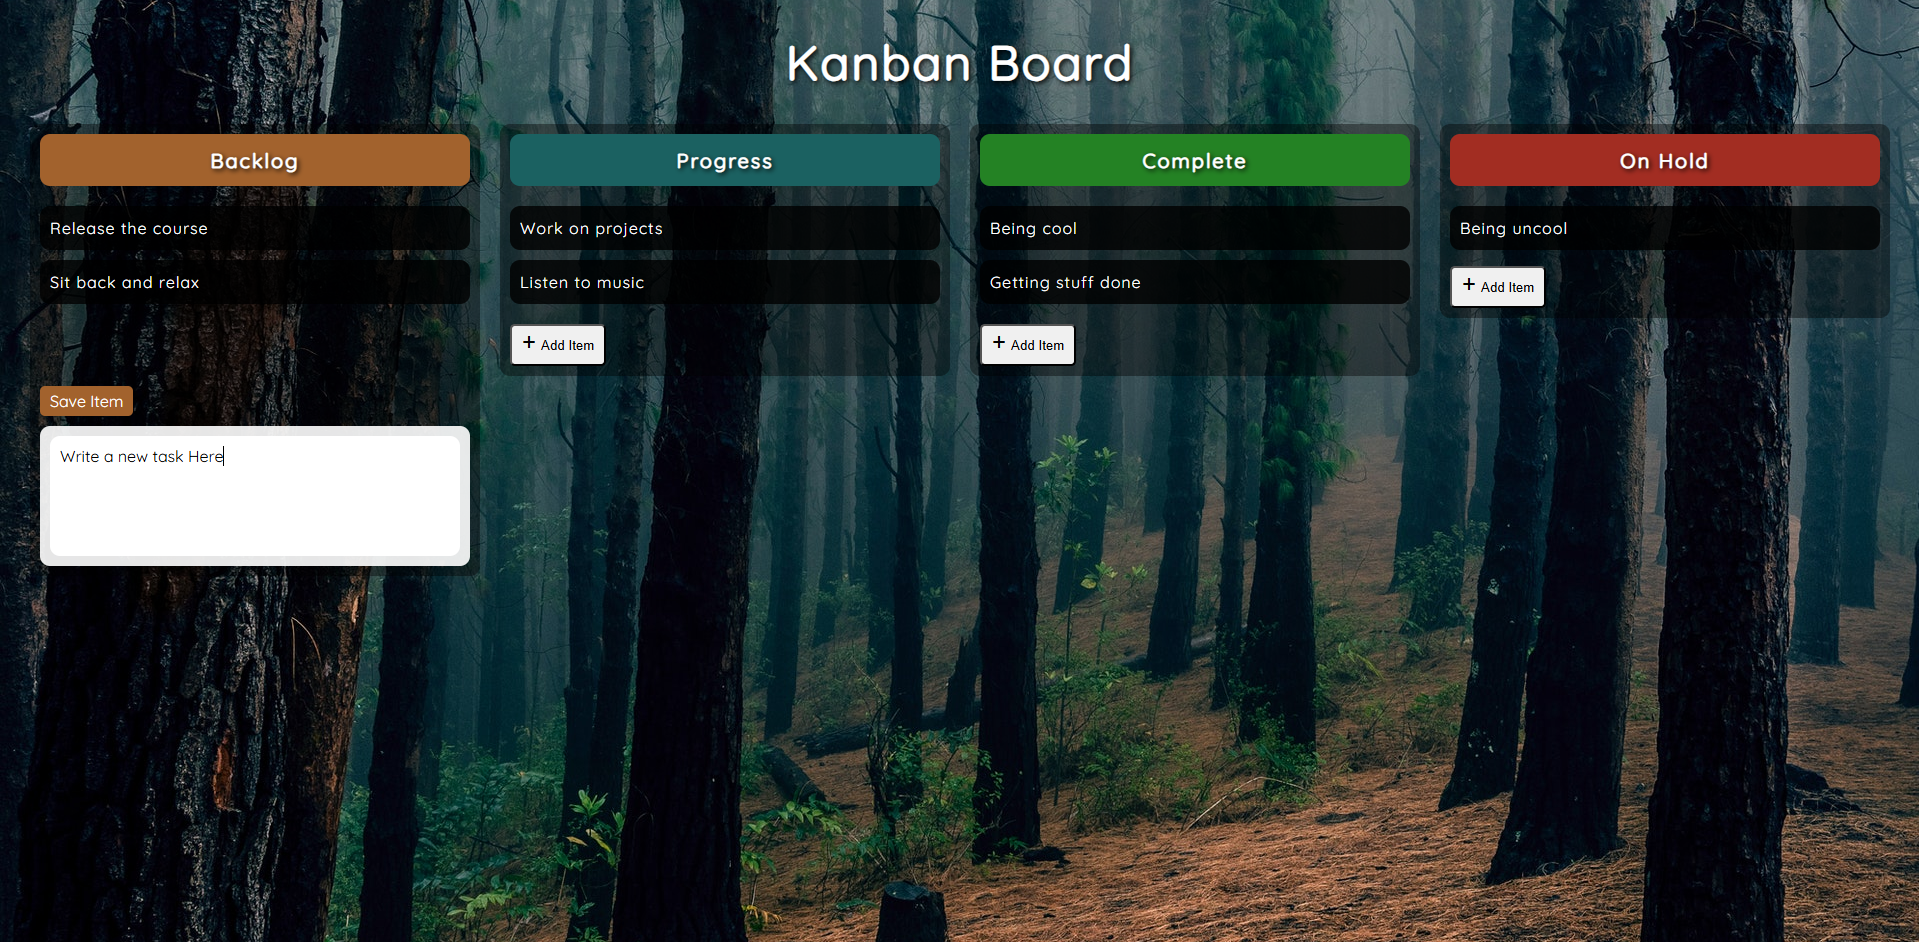 Kanban Board
Backlog
Release the course
Sit back and relax
Save Item
Write a new task Here
Progress
Work on projects
Listen to music
+ Add Item
Complete
Being cool
Getting stuff done
+ Add Item
On Hold
Being uncool
+ Add Item